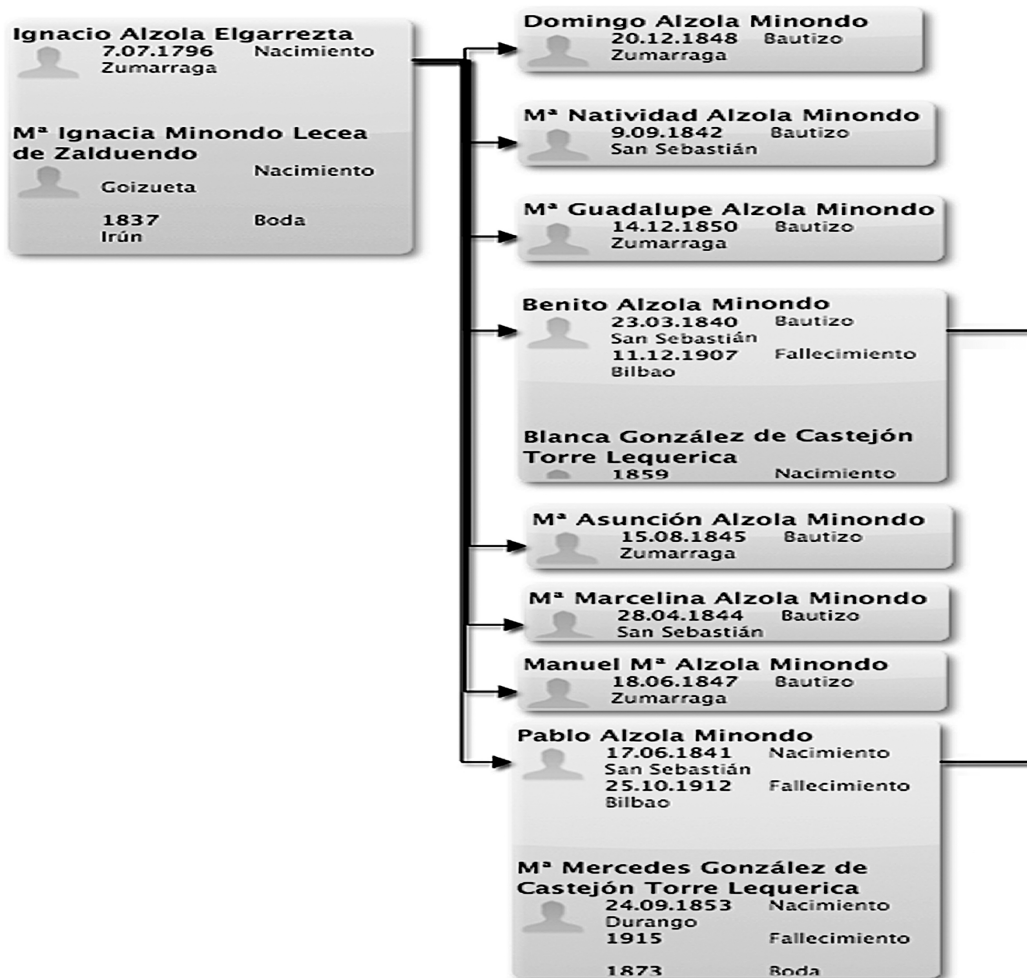 Ignacio Alzola Elgarrezta
7.07.1796 Nacimiento
Zumarraga
Mª Ignacia Minondo Lecea
de Zalduendo
Nacimiento
Goizueta
1837 Boda
Irún
Domingo Alzola Minondo
20.12.1848 Bautizo
Zumarraga
Mª Natividad Alzola Minondo
9.09.1842 Bautizo
San Sebastián
Mª Guadalupe Alzola Minondo
14.12.1850 Bautizo
Zumarraga
Benito Alzola Minondo
23.03.1840 Bautizo
San Sebastián
11.12.1907 Fallecimiento
Bilbao
Blanca González de Castejón
Torre Lequerica
1859 Nacimiento
Mª Asunción Alzola Minondo
15.08.1845 Bautizo
Zumarraga
Mª Marcelina Alzola Minondo
28.04.1844 Bautizo
San Sebastián
Manuel Mª Alzola Minondo
18.06.1847 Bautizo
Zumarraga
Pablo Alzola Minondo
17.06.1841 Nacimiento
San Sebastián
25.10.1912 Fallecimiento
Bilbao
Mª Mercedes González de
Castejón Torre Lequerica
24.09.1853 Nacimiento
Durango
1915 Fallecimiento
1873 Boda